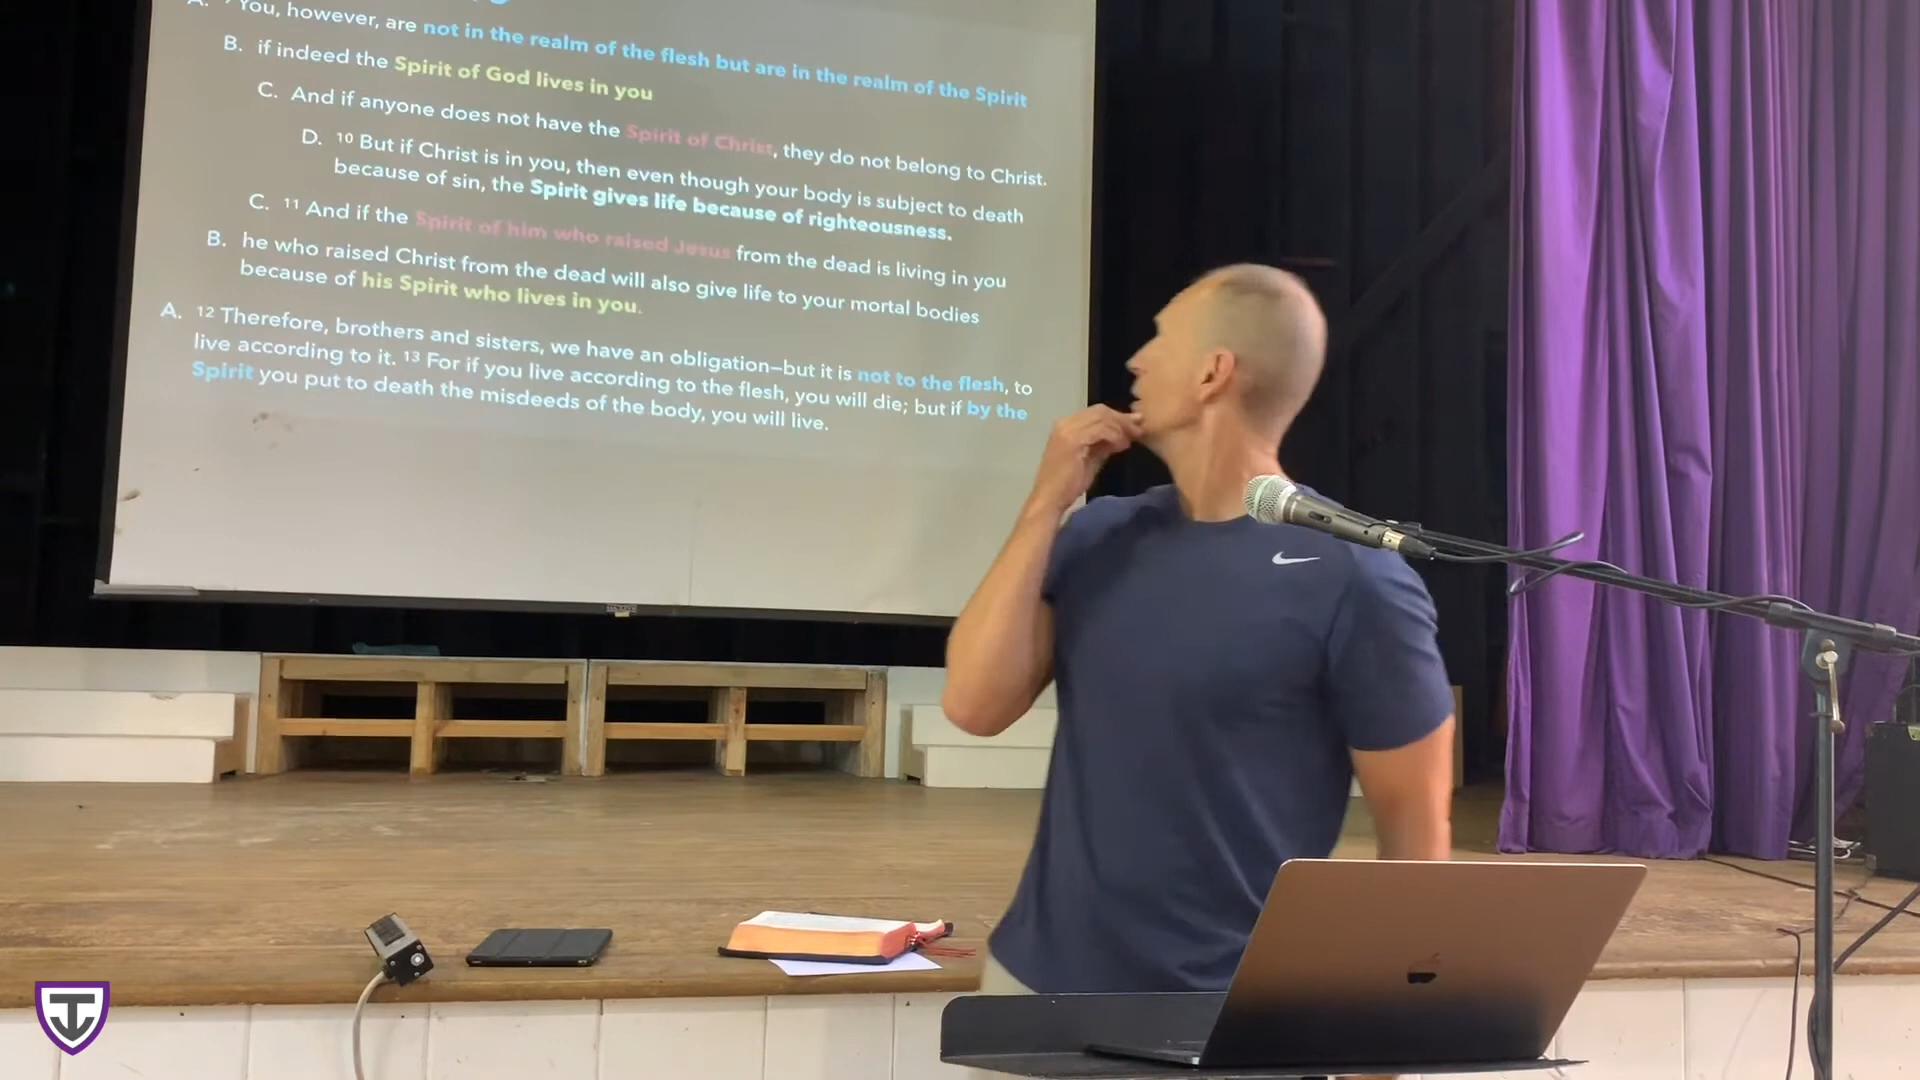 A. 9 You, however, are not in the realm of the flesh but are in the realm of the Spirit
B. if indeed the Spirit of God lives in you
C. And if anyone does not have the Spirit of Christ, they do not belong to Christ.
D. 10 But if Christ is in you, then even though your body is subject to death
because of sin, the Spirit gives life because of righteousness.
C. 11 And if the Spirit of him who raised Jesus from the dead is living in you
B. he who raised Christ from the dead will also give life to your mortal bodies
because of his Spirit who lives in you.
A. 12 Therefore, brothers and sisters, we have an obligation—but it is not to the flesh, to
live according to it. 13 For if you live according to the flesh, you will die; but if by the
Spirit you put to death the misdeeds of the body, you will live.